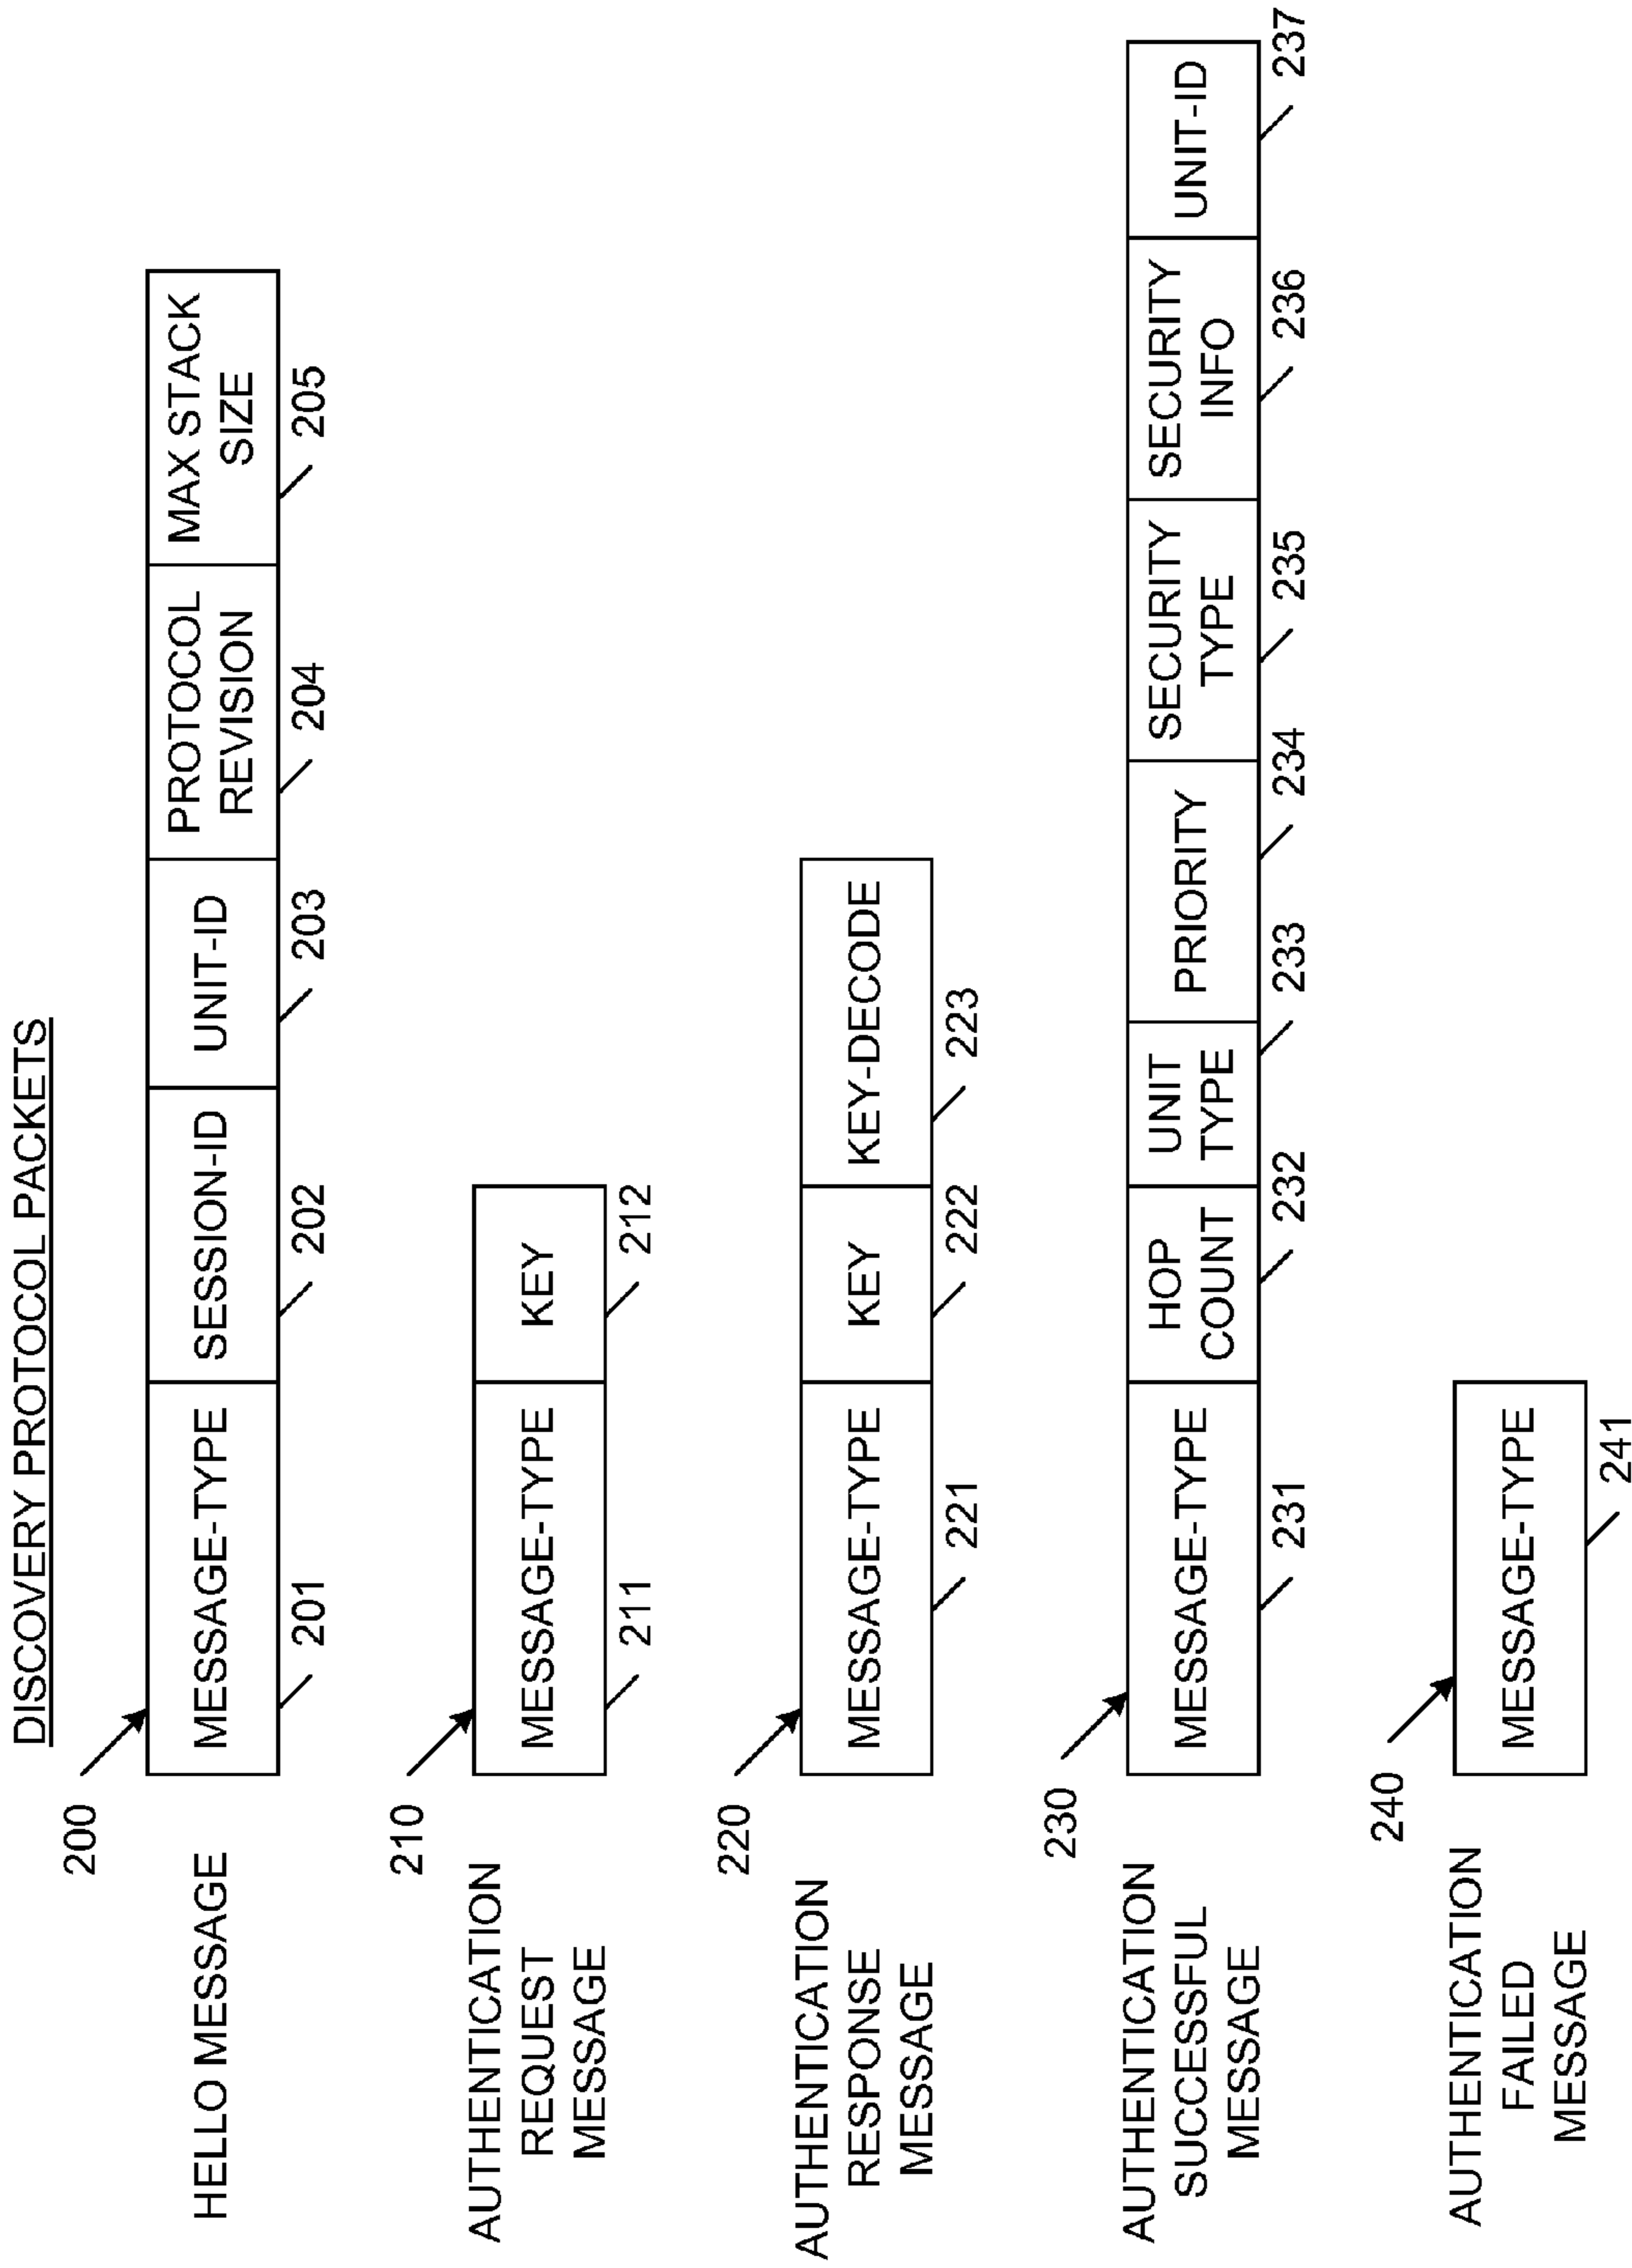 DISCOVERY PROTOCOL PACKETS
HELLO MESSAGE
200
MESSAGE-TYPE
SESSION-ID
UNIT-ID
PROTOCOL
REVISION
MAX STACK
SIZE
201
202
203
204
205
AUTHENTICATION
REQUEST
MESSAGE
210
MESSAGE-TYPE
KEY
211
212
AUTHENTICATION
RESPONSE
MESSAGE
220
MESSAGE-TYPE
KEY
KEY-DECODE
221
222
223
AUTHENTICATION
SUCCESSFUL
MESSAGE
230
MESSAGE-TYPE
HOP
COUNT
UNIT
TYPE
PRIORITY
SECURITY
TYPE
SECURITY
INFO
UNIT-ID
231
232
233
234
235
236
237
AUTHENTICATION
FAILED
MESSAGE
240
MESSAGE-TYPE
241